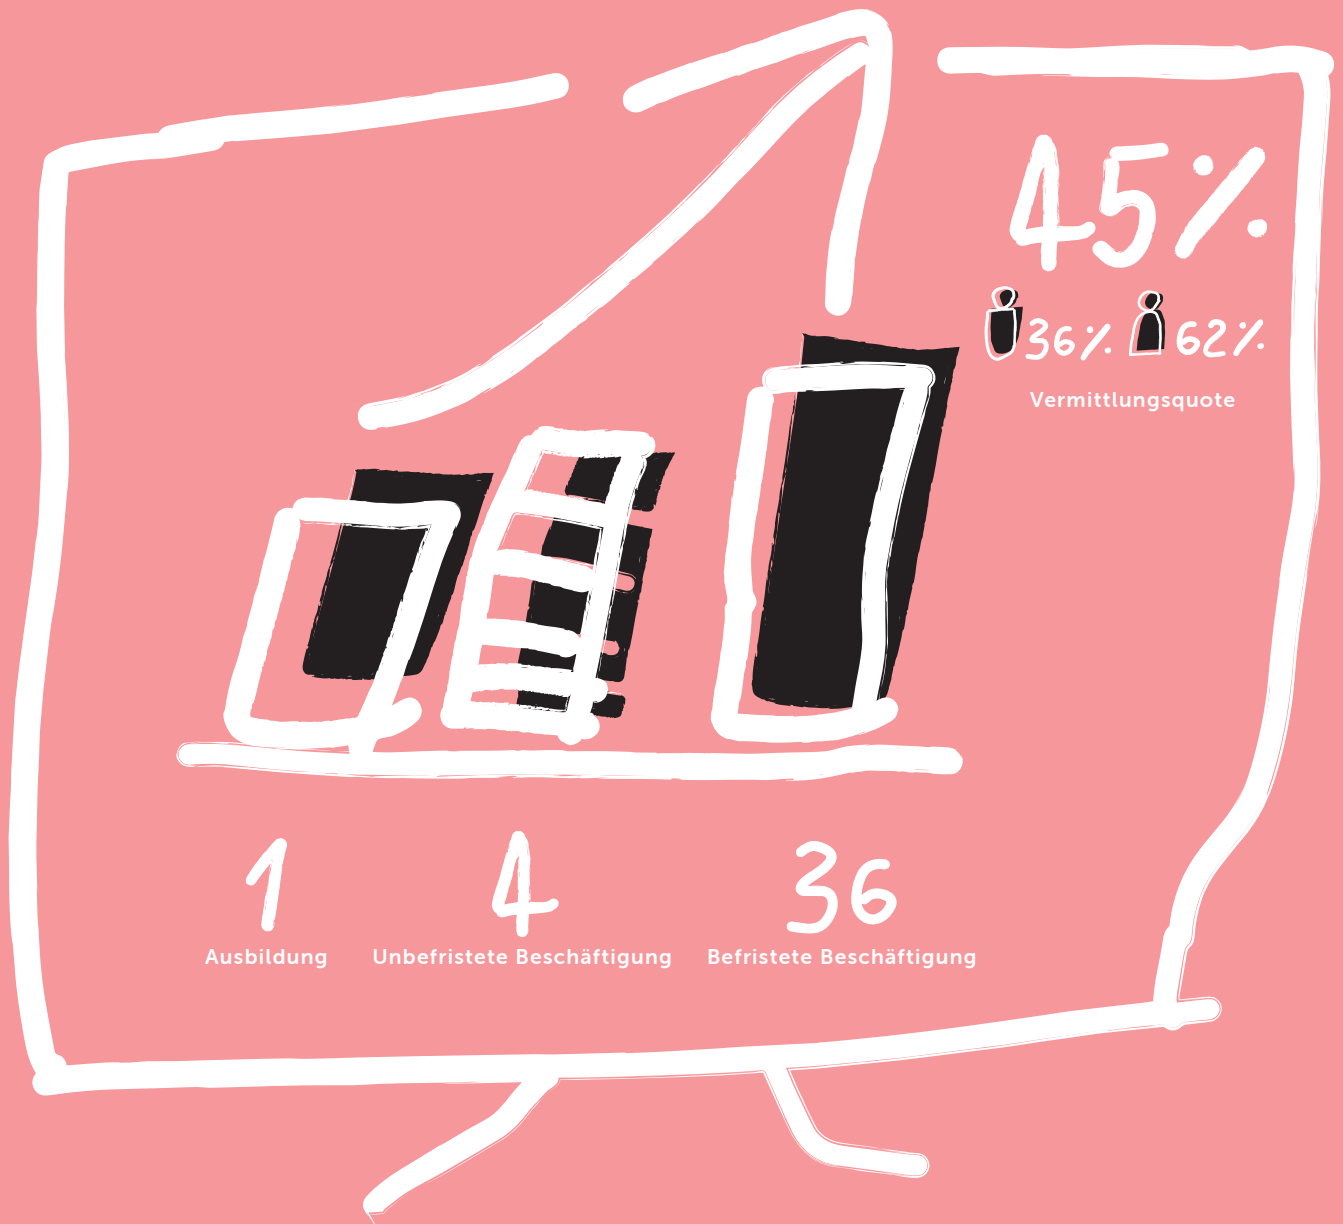 45%
36% 62%
Vermittlungsquote
1 4 36
Ausbildung Unbefristete Beschäftigung Befristete Beschäftigung